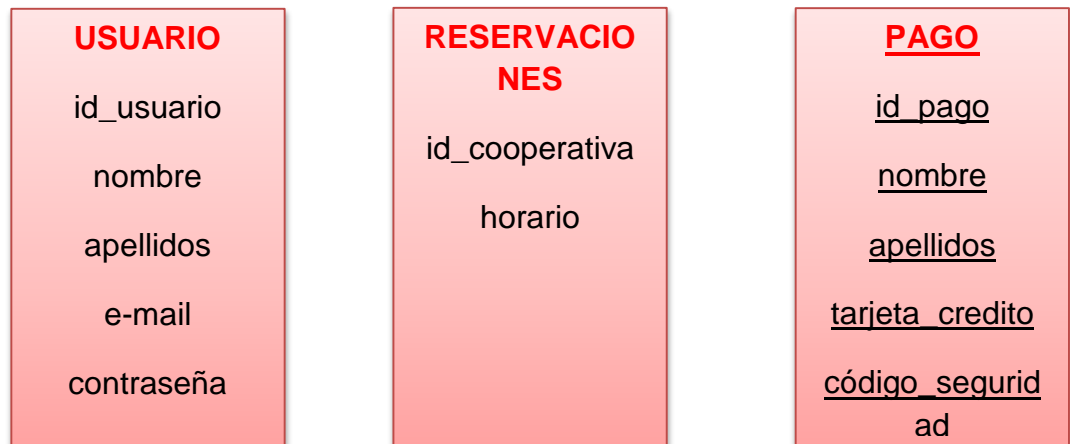 USUARIO
id_usuario
nombre
apellidos
e-mail
contraseña
RESERVACIO
NES
id_cooperativa
horario
PAGO
id_pago
nombre
apellidos
tarjeta_credito
código_segurid
ad